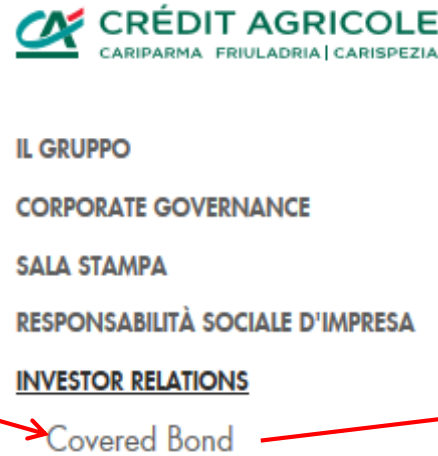 CRÉDIT AGRICOLE
CARIPARMA FRIULADRIA | CARISPEZIA
IL GRUPPO
CORPORATE GOVERNANCE
SALA STAMPA
RESPONSABILITÀ SOCIALE D'IMPRESA
INVESTOR RELATIONS
Covered Bond